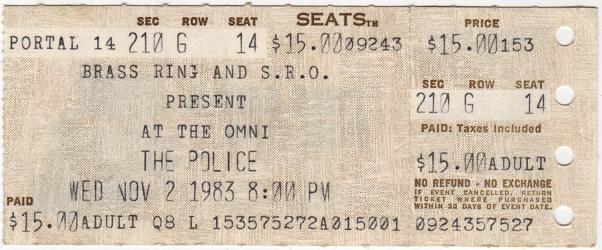 SEC ROW SEAT SEATS™
PORTAL 14 210 G 14 $15.00 09243
BRASS RING AND S.R.O.
PRESENT
AT THE OMNI
THE POLICE
WED NOV 2 1983 8:00 PM
PAID
$15.00ADULT Q8 L 153575272A015001
PRICE
$15.00153
SEC ROW SEAT
210 G 14
PAID: Taxes Included
$15.00ADULT
NO REFUND - NO EXCHANGE
IF EVENT CANCELLED, RETURN
TICKET WHERE PURCHASED
WITHIN 30 DAYS OF EVENT DATE.
0924357527